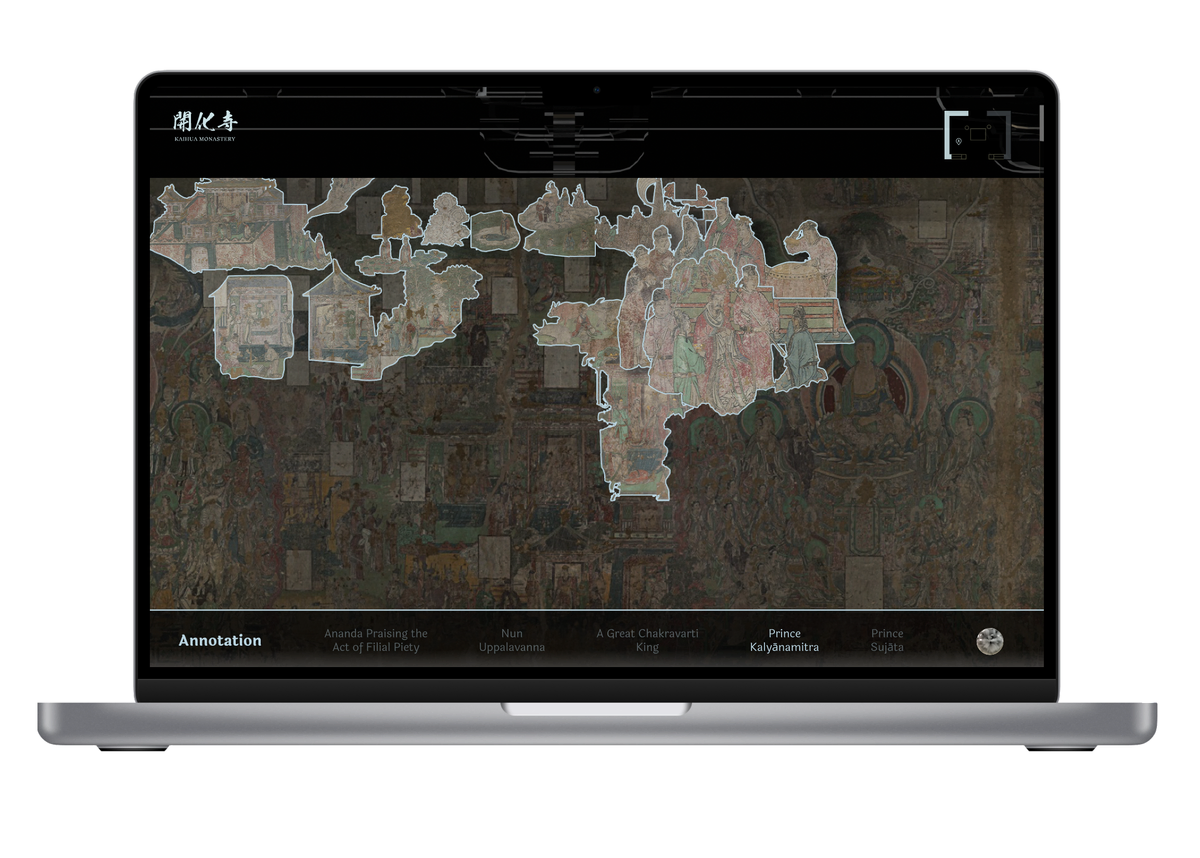 開化寺
KAIHUA MONASTERY
Annotation
Ananda Praising the
Act of Filial Piety
Nun
Uppalavanna
A Great Chakravarti
King
Prince
Kalyānamitra
Prince
Sujāta